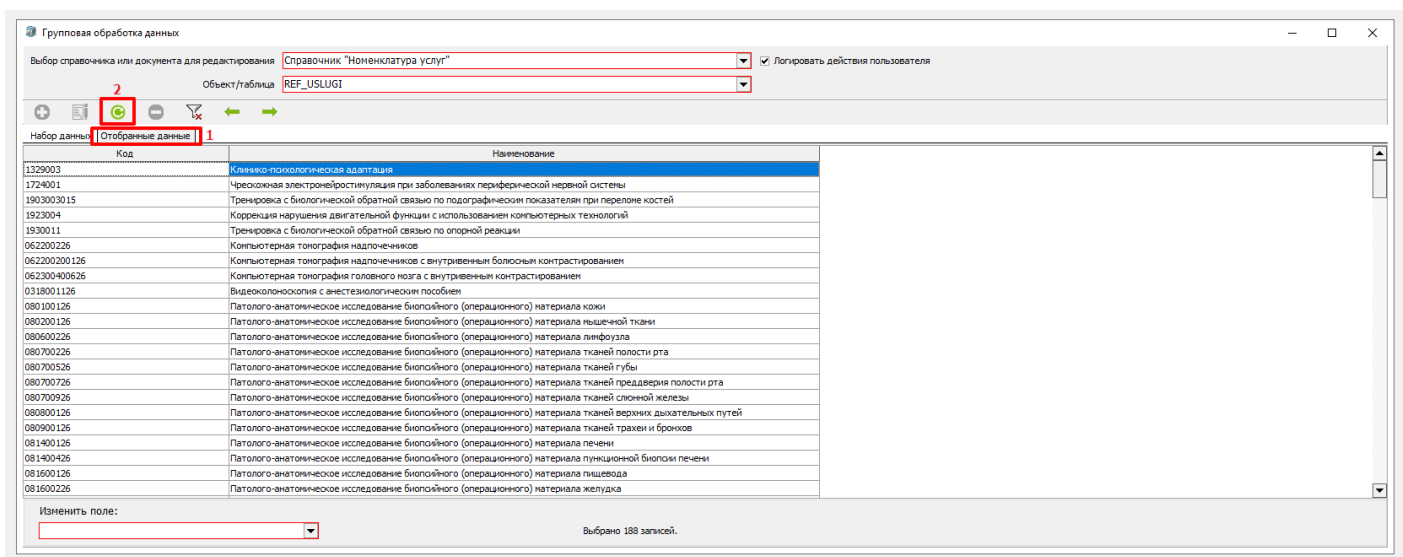 Групповая обработка данных
Выбор справочника или документа для редактирования Справочник "Номенклатура услуг" Логировать действия пользователя
Объект/таблица REF_USLUGI
2
Набор данных Отобранные данные 1
Код Наименование
1329003 Клинико-психологическая адаптация
1724001 Чрескожная электронейростимуляция при заболеваниях периферической нервной системы
1903003015 Тренировка с биологической обратной связью по подографическим показателям при переломе костей
1923004 Коррекция нарушения двигательной функции с использованием компьютерных технологий
1930011 Тренировка с биологической обратной связью по опорной реакции
062200226 Компьютерная томография надпочечников
062200200126 Компьютерная томография надпочечников с внутривенным болюсным контрастированием
062300400626 Компьютерная томография головного мозга с внутривенным контрастированием
0318001126 Видеоколоноскопия с анестезиологическим пособием
080100126 Патолого-анатомическое исследование биопсийного (операционного) материала кожи
080200126 Патолого-анатомическое исследование биопсийного (операционного) материала мышечной ткани
080600226 Патолого-анатомическое исследование биопсийного (операционного) материала лимфоузла
080700226 Патолого-анатомическое исследование биопсийного (операционного) материала тканей полости рта
080700526 Патолого-анатомическое исследование биопсийного (операционного) материала тканей губы
080700726 Патолого-анатомическое исследование биопсийного (операционного) материала тканей преддверия полости рта
080700926 Патолого-анатомическое исследование биопсийного (операционного) материала тканей слюнной железы
080800126 Патолого-анатомическое исследование биопсийного (операционного) материала тканей верхних дыхательных путей
080900126 Патолого-анатомическое исследование биопсийного (операционного) материала тканей трахеи и бронхов
081400126 Патолого-анатомическое исследование биопсийного (операционного) материала печени
081400426 Патолого-анатомическое исследование биопсийного (операционного) материала пункционной биопсии печени
081600126 Патолого-анатомическое исследование биопсийного (операционного) материала пищевода
081600226 Патолого-анатомическое исследование биопсийного (операционного) материала желудка
Изменить поле:
Выбрано 188 записей.